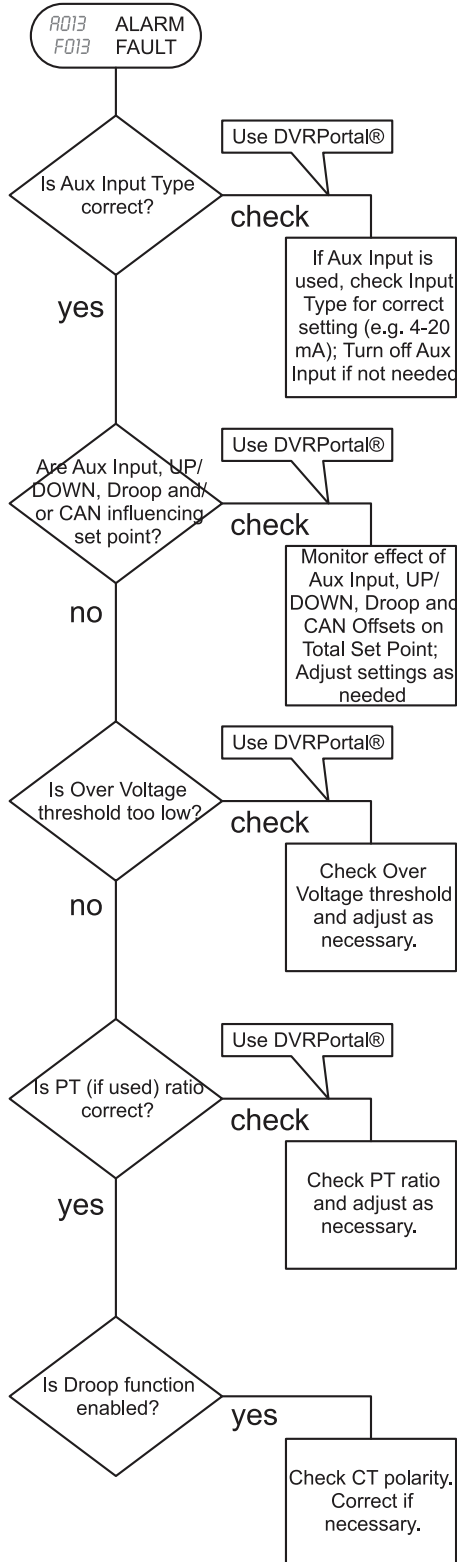 A013 ALARM
F013 FAULT
Use DVRPortal®
Is Aux Input Type
correct?
check
If Aux Input is
used, check Input
Type for correct
setting (e.g. 4-20
mA); Turn off Aux
Input if not needed
yes
Use DVRPortal®
Are Aux Input, UP/
DOWN, Droop and/
or CAN influencing
set point?
check
Monitor effect of
Aux Input, UP/
DOWN, Droop and
CAN Offsets on
Total Set Point;
Adjust settings as
needed
no
Use DVRPortal®
Is Over Voltage
threshold too low?
check
Check Over
Voltage threshold
and adjust as
necessary.
no
Use DVRPortal®
Is PT (if used) ratio
correct?
check
Check PT ratio
and adjust as
necessary.
yes
Is Droop function
enabled?
yes
Check CT polarity.
Correct if
necessary.